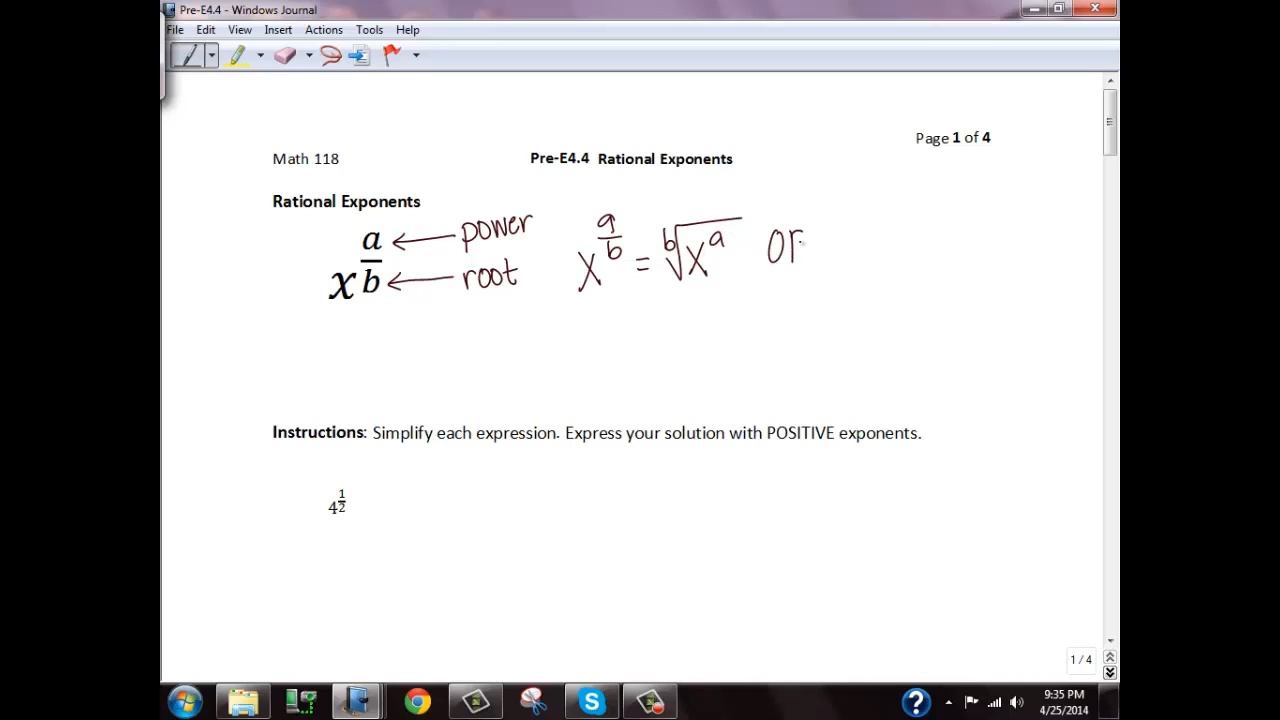 Pre-E4.4 - Windows Journal
File Edit View Insert Actions Tools Help
Page 1 of 4
Math 118 Pre-E4.4 Rational Exponents
Rational Exponents
x^(a/b) a ← power b ← root x^(a/b) = ᵇ√(x^a) or
Instructions: Simplify each expression. Express your solution with POSITIVE exponents.
4^(1/2)
1 / 4
9:35 PM
4/25/2014